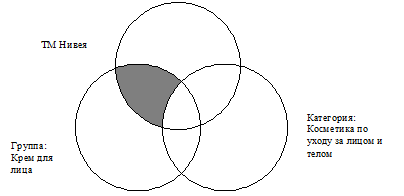 ТМ Нивея
Группа:
Крем для
лица
Категория:
Косметика по
уходу за лицом и
телом